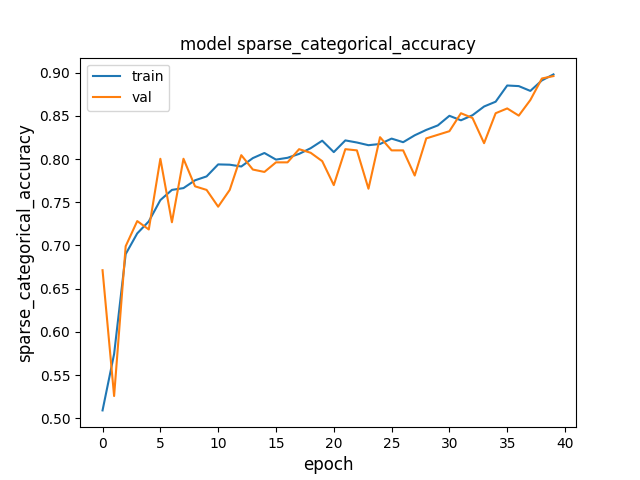 model sparse_categorical_accuracy
train
val
sparse_categorical_accuracy
0.90
0.85
0.80
0.75
0.70
0.65
0.60
0.55
0.50
0 5 10 15 20 25 30 35 40
epoch